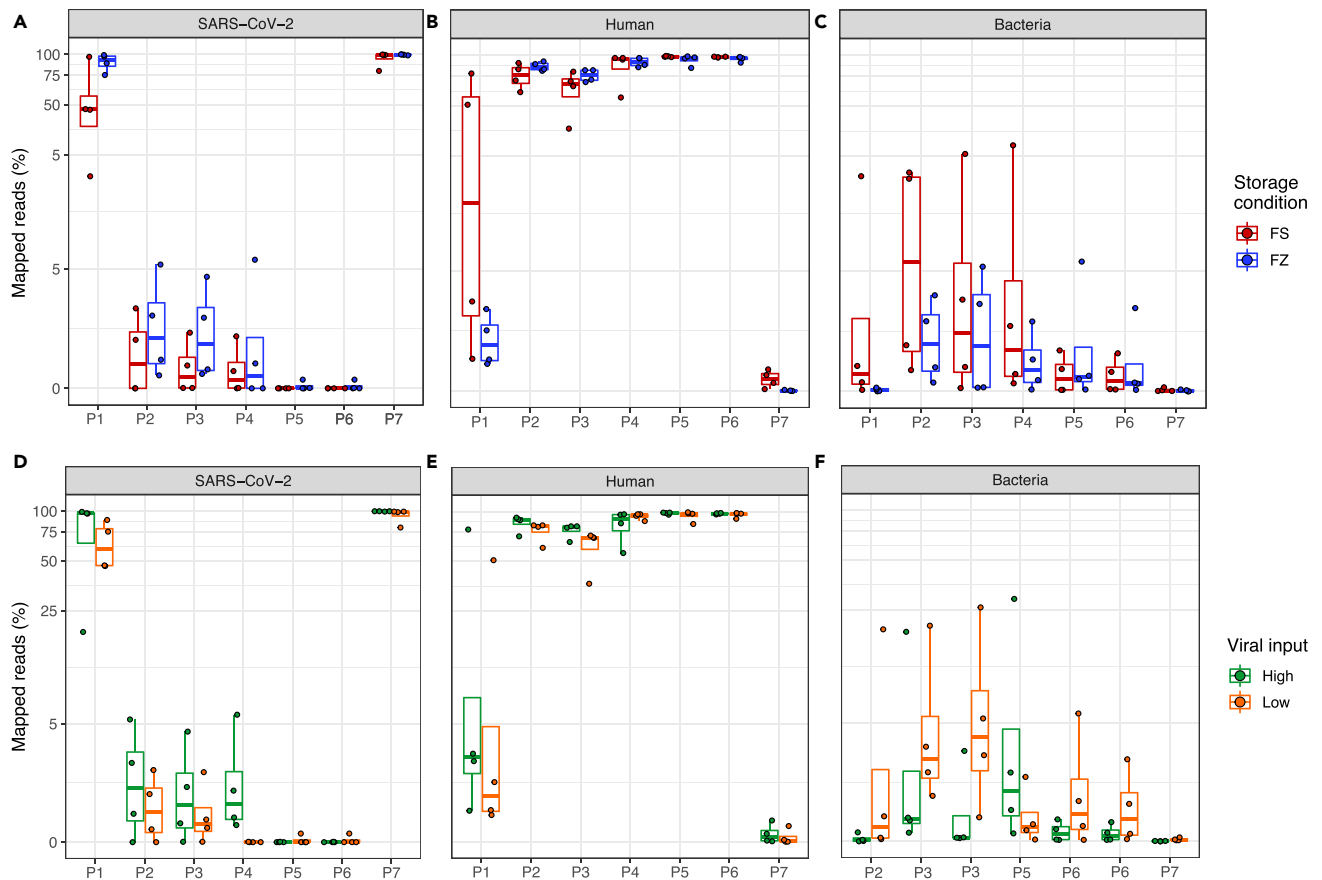 A
SARS−CoV−2
B
Human
C
Bacteria
Mapped reads (%)
100
75
50
5
5
0
P1 P2 P3 P4 P5 P6 P7
P1 P2 P3 P4 P5 P6 P7
P1 P2 P3 P4 P5 P6 P7
Storage
condition
FS
FZ
D
SARS−CoV−2
E
Human
F
Bacteria
Mapped reads (%)
100
75
50
25
5
0
P1 P2 P3 P4 P5 P6 P7
P1 P2 P3 P4 P5 P6 P7
P2 P3 P3 P5 P6 P6 P7
Viral input
High
Low